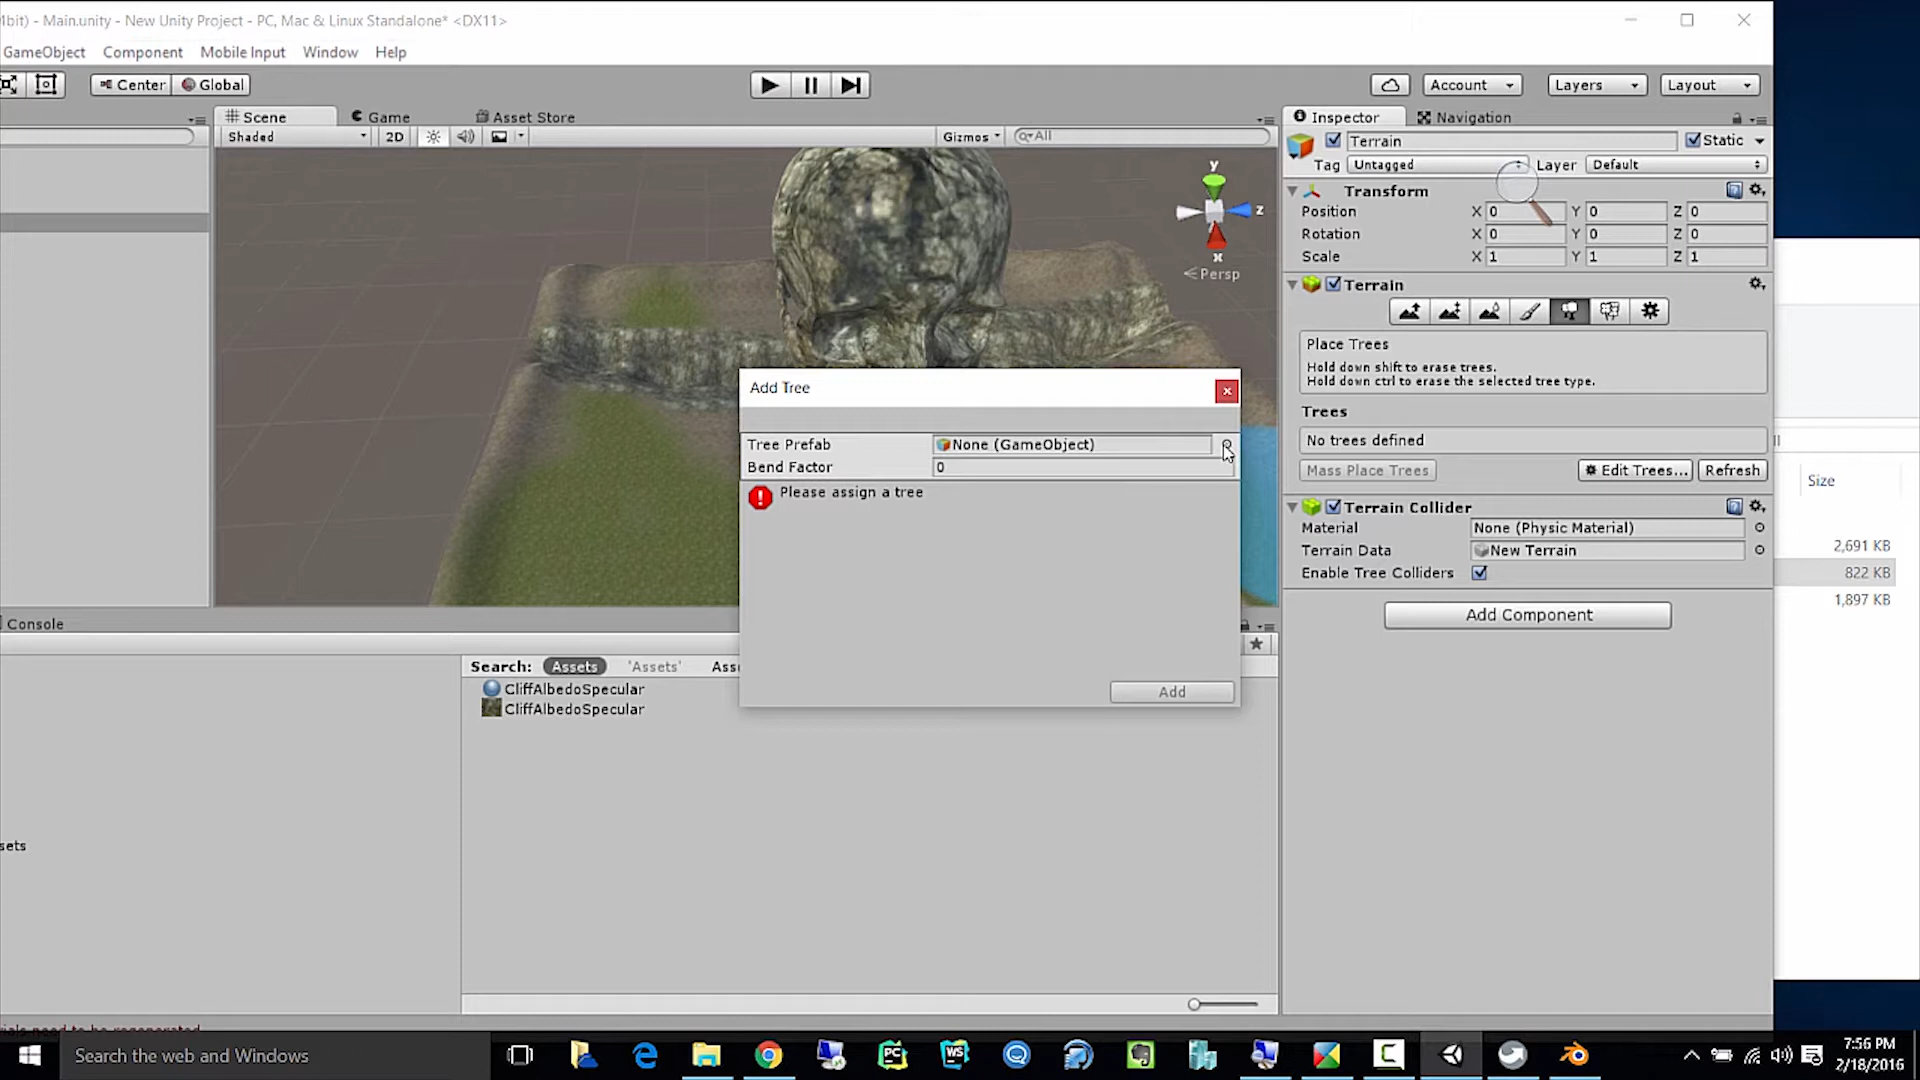 4bit) - Main.unity - New Unity Project - PC, Mac & Linux Standalone* <DX11>
GameObject Component Mobile Input Window Help
Center Global Account Layers Layout
Scene Game Asset Store Inspector Navigation
Shaded 2D Gizmos All
Terrain Static
Tag Untagged Layer Default
Transform
Position X 0 Y 0 Z 0
Rotation X 0 Y 0 Z 0
Scale X 1 Y 1 Z 1
y
z
x
Persp
Terrain
Place Trees
Hold down shift to erase trees.
Hold down ctrl to erase the selected tree type.
Trees
No trees defined
Mass Place Trees Edit Trees... Refresh
Add Tree
Tree Prefab None (GameObject)
Bend Factor 0
Please assign a tree
Add
Terrain Collider
Material None (Physic Material)
Terrain Data New Terrain
Enable Tree Colliders
Add Component
Size
2,691 KB
822 KB
1,897 KB
Console
Search: Assets 'Assets' Ass
CliffAlbedoSpecular
CliffAlbedoSpecular
sets
Search the web and Windows
PC WS
7:56 PM
2/18/2016